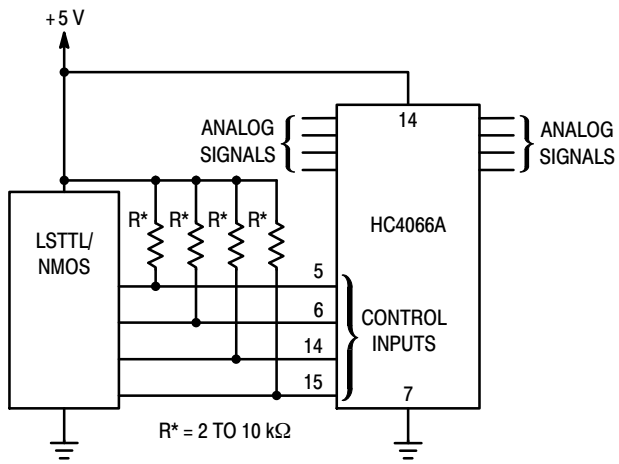 +5 V
14
ANALOG
SIGNALS
ANALOG
SIGNALS
R* R* R* R*
LSTTL/
NMOS
HC4066A
5
6
CONTROL
INPUTS
14
15
7
R* = 2 TO 10 kΩ